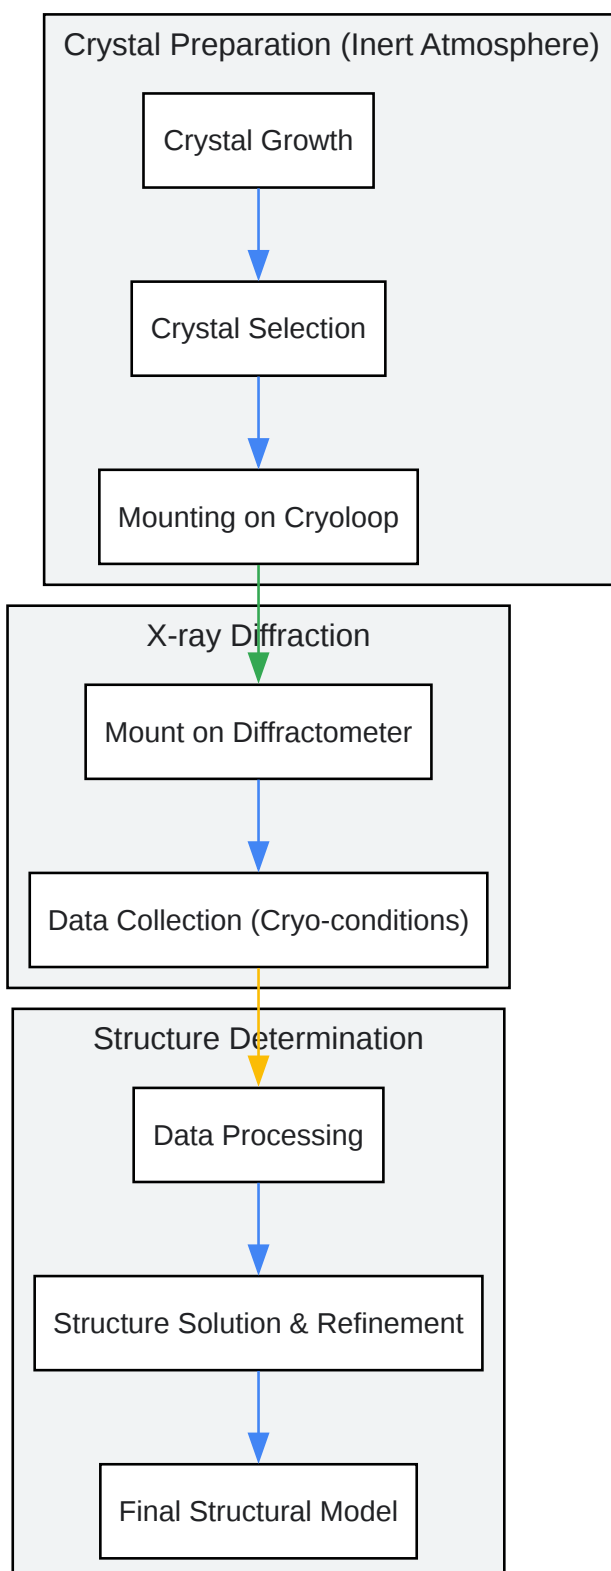 Crystal Preparation (Inert Atmosphere)
Crystal Growth
Crystal Selection
Mounting on Cryoloop
X-ray Diffraction
Mount on Diffractometer
Data Collection (Cryo-conditions)
Structure Determination
Data Processing
Structure Solution & Refinement
Final Structural Model